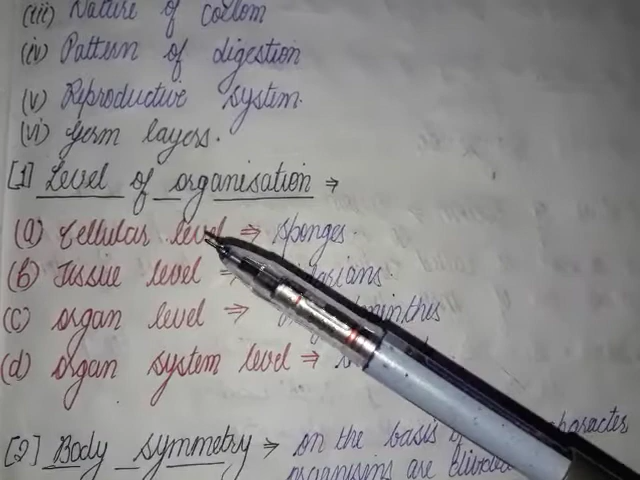 (iii) Nature of coelom
(iv) Pattern of digestion
(v) Reproductive system.
(vi) Germ layers.
[1] Level of organisation ⇒
(a) Cellular level ⇒ sponges.
(b) Tissue level ⇒
(c) organ level ⇒
(d) organ system level ⇒
[2] Body symmetry ⇒ on the basis of character
organisms are